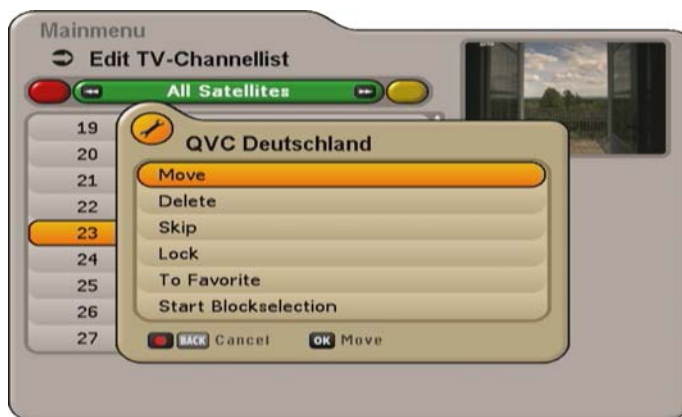 Mainmenu
Edit TV-Channellist
All Satellites
19
20
21
22
23
24
25
26
27
QVC Deutschland
Move
Delete
Skip
Lock
To Favorite
Start Blockselection
BACK Cancel OK Move